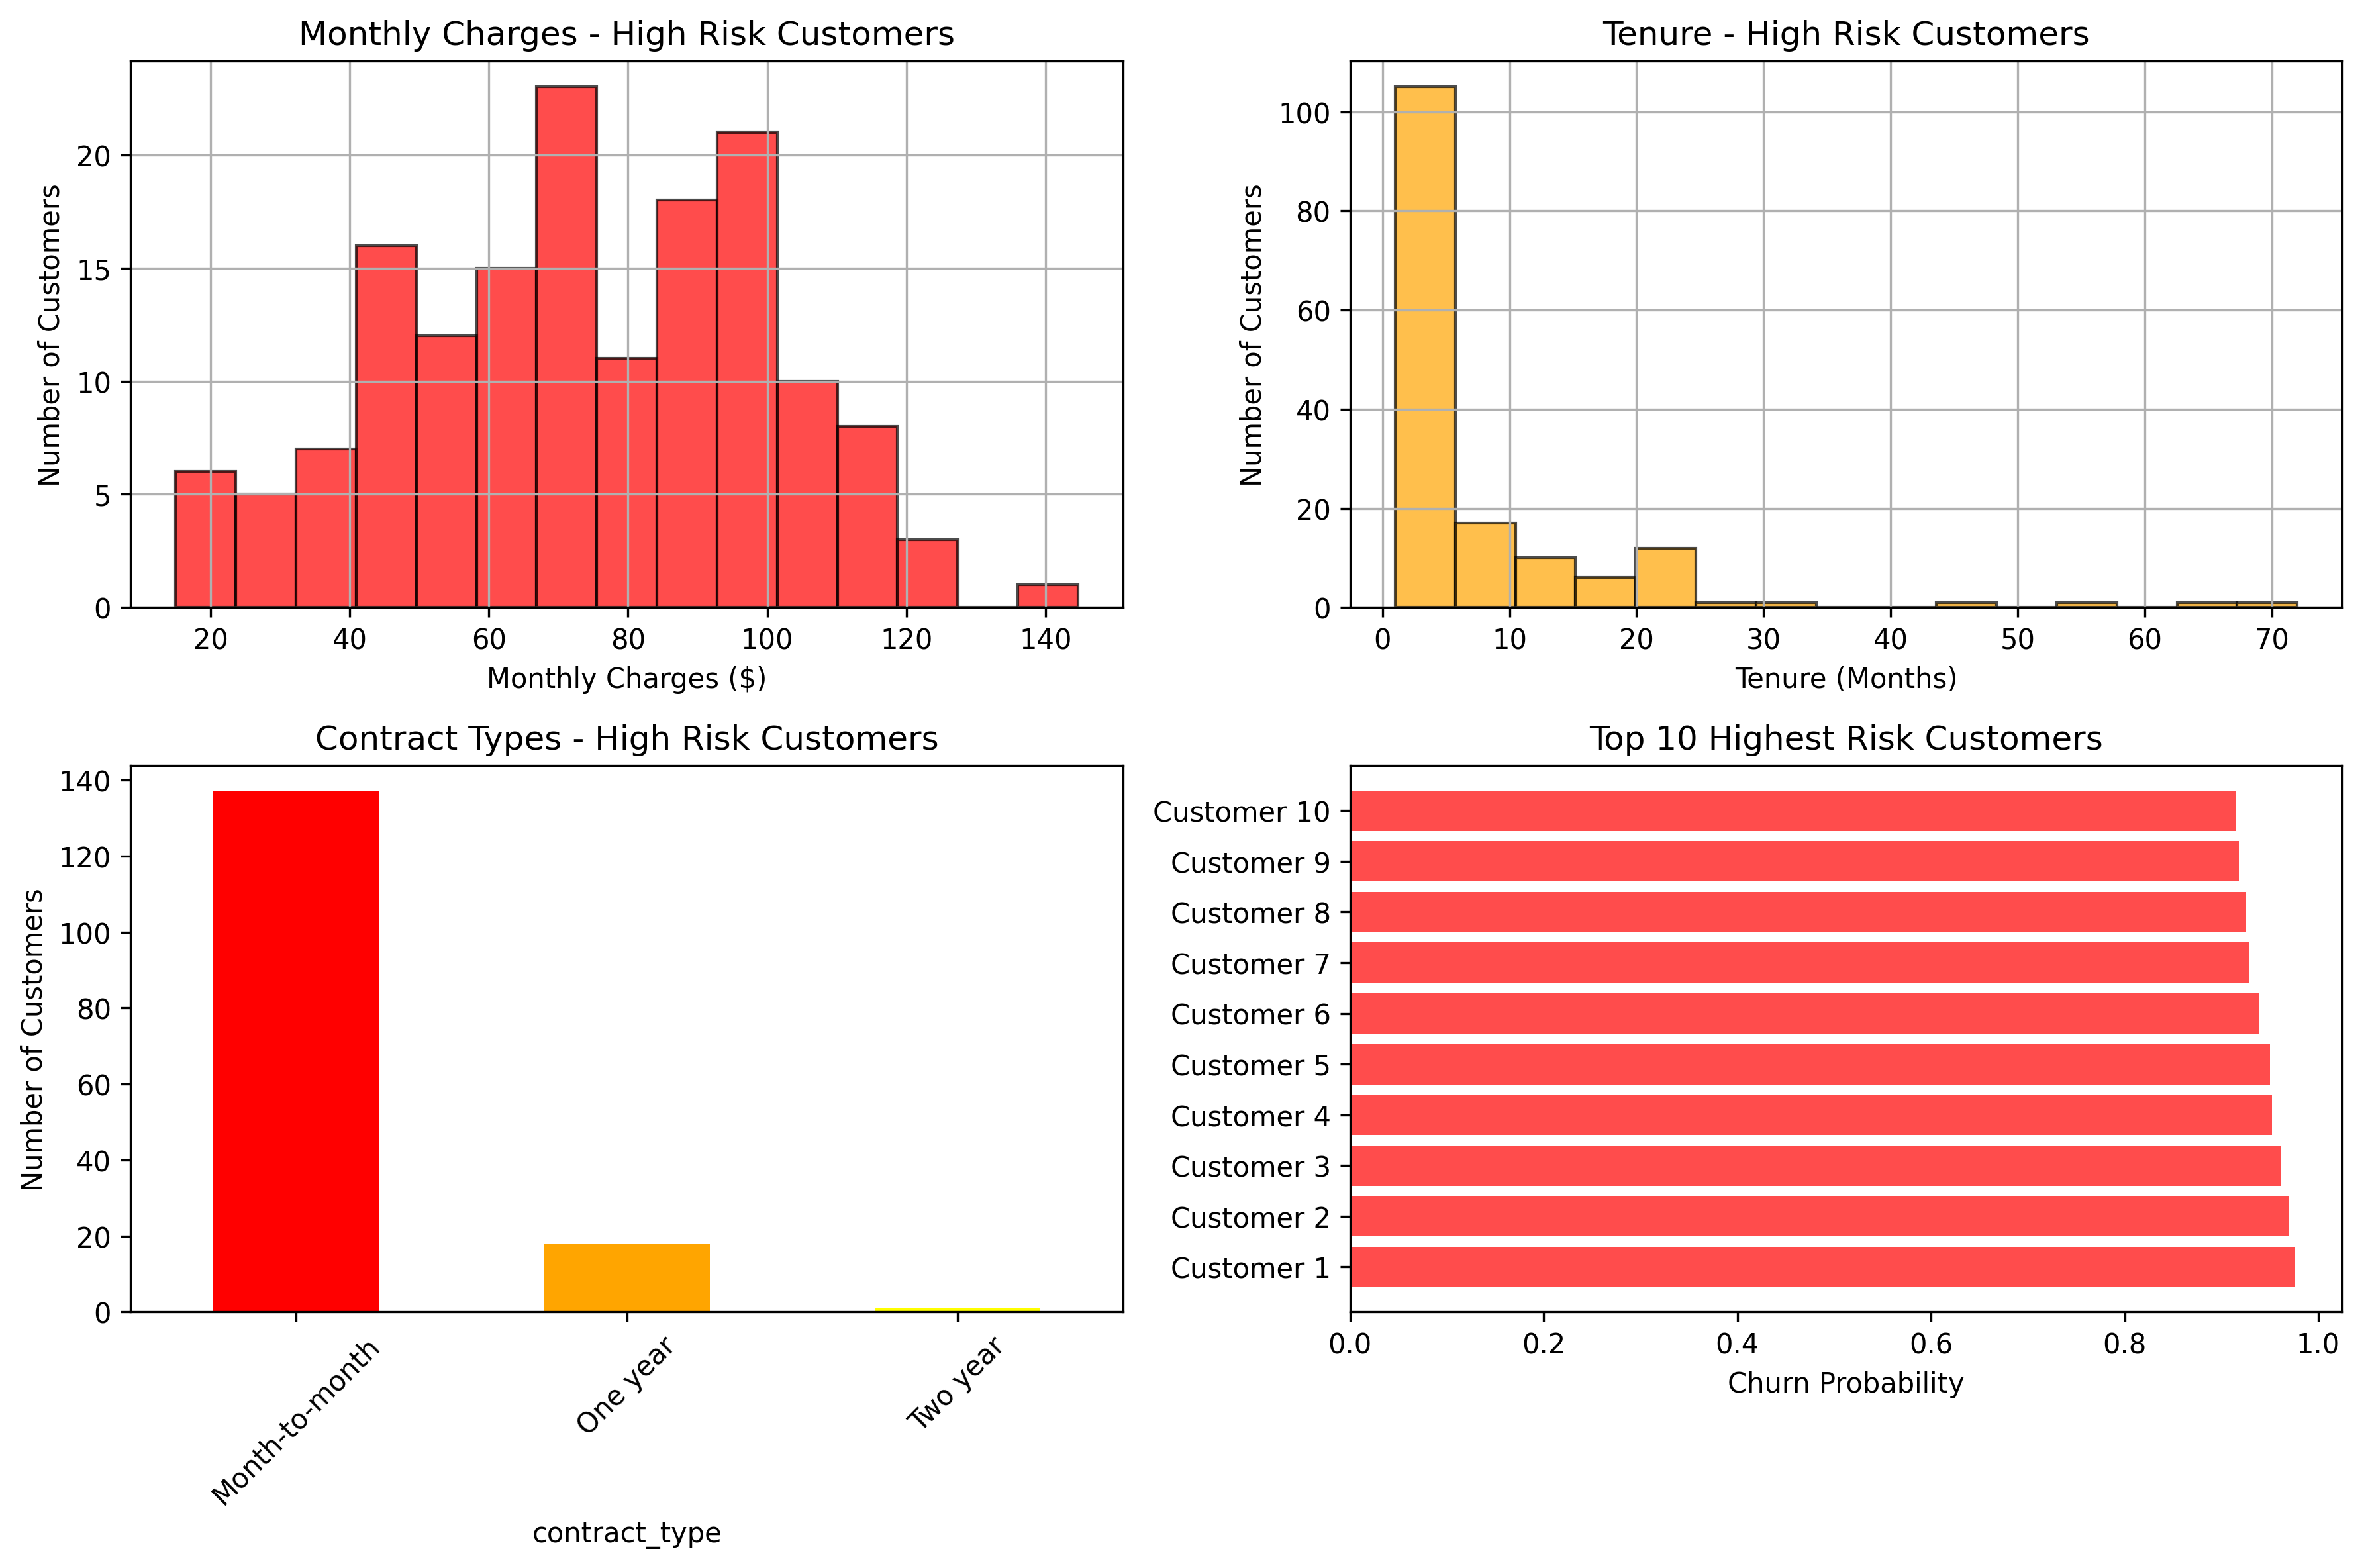 Monthly Charges - High Risk Customers
Number of Customers
20
15
10
5
0
20 40 60 80 100 120 140
Monthly Charges ($)
Tenure - High Risk Customers
Number of Customers
100
80
60
40
20
0
0 10 20 30 40 50 60 70
Tenure (Months)
Contract Types - High Risk Customers
Number of Customers
140
120
100
80
60
40
20
0
Month-to-month
One year
Two year
contract_type
Top 10 Highest Risk Customers
Customer 10
Customer 9
Customer 8
Customer 7
Customer 6
Customer 5
Customer 4
Customer 3
Customer 2
Customer 1
0.0 0.2 0.4 0.6 0.8 1.0
Churn Probability